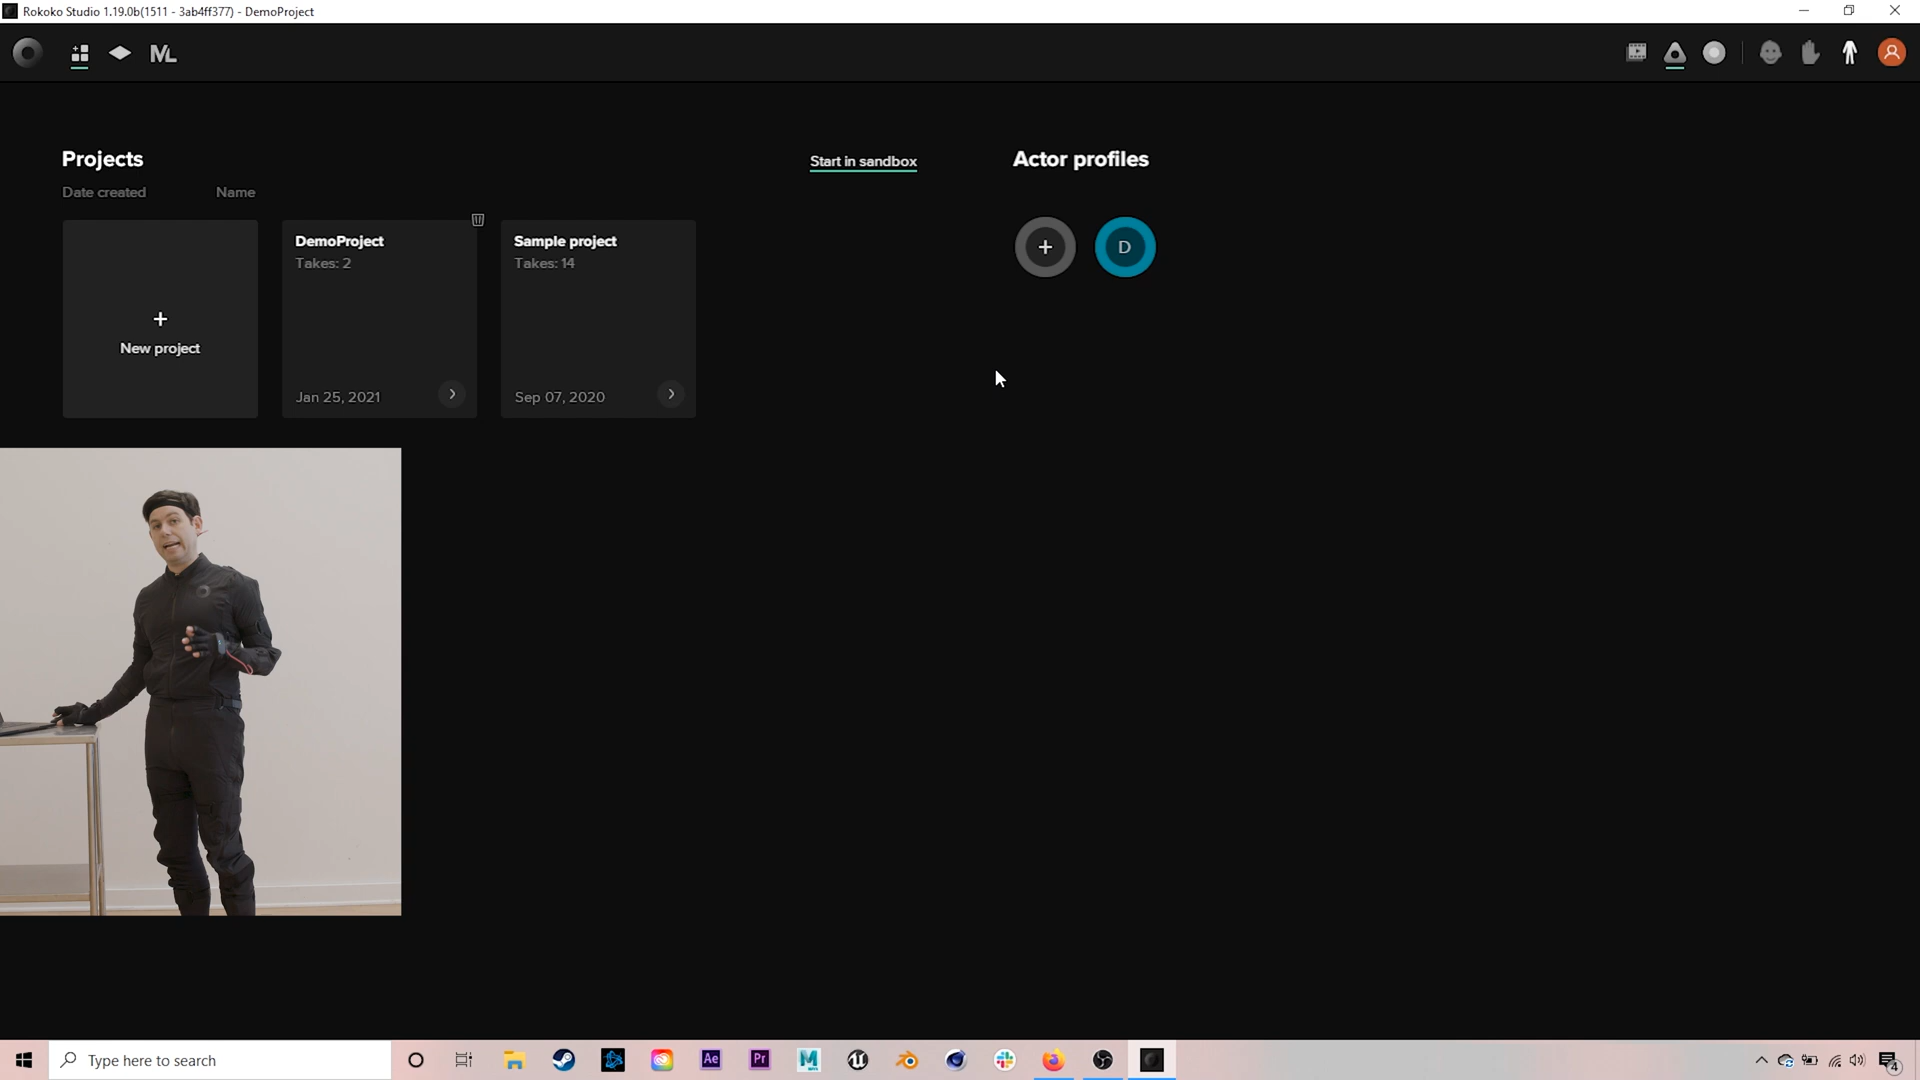 Rokoko Studio 1.19.0b(1511 - 3ab4ff377) - DemoProject
ML
Projects
Start in sandbox
Actor profiles
Date created Name
DemoProject
Takes: 2
Sample project
Takes: 14
D
+
+
New project
Jan 25, 2021
Sep 07, 2020
Type here to search
Ae
Pr
M
4